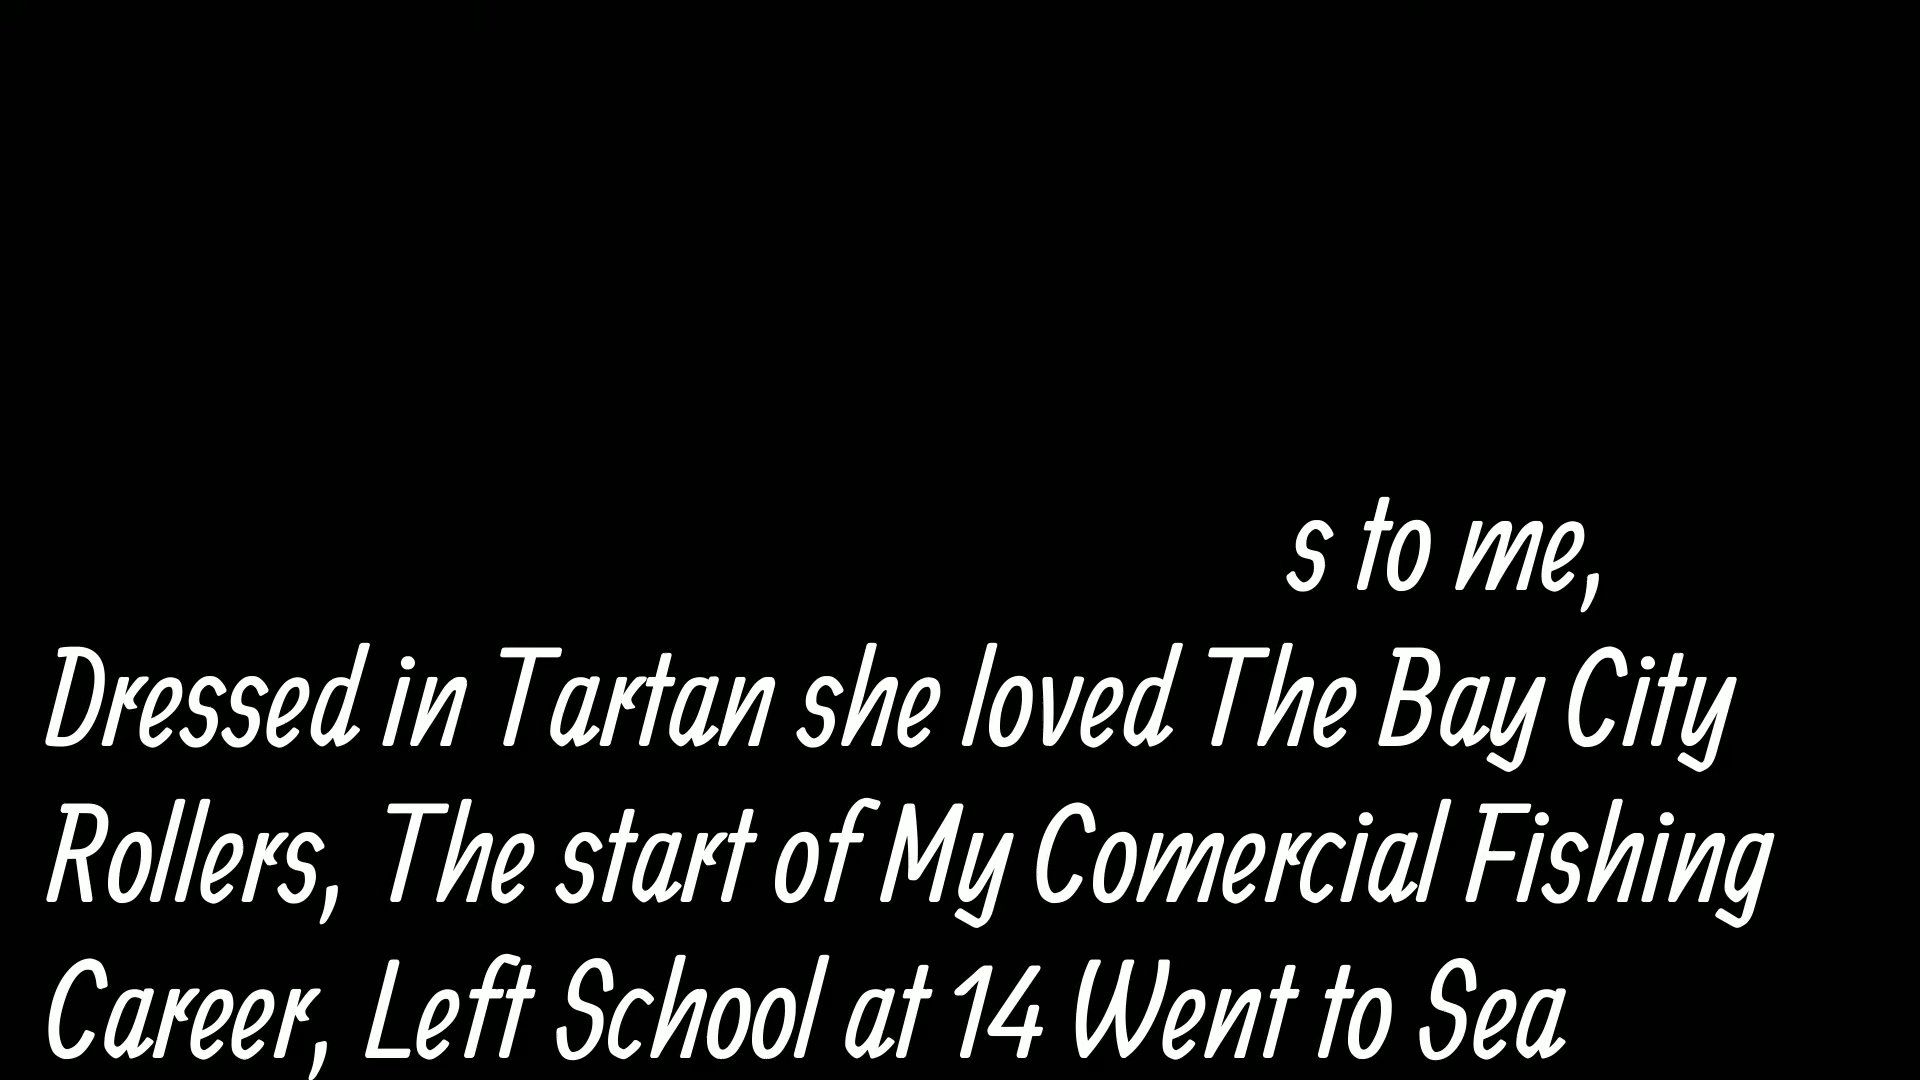 s to me,
Dressed in Tartan she loved The Bay City
Rollers, The start of My Comercial Fishing
Career, Left School at 14 Went to Sea